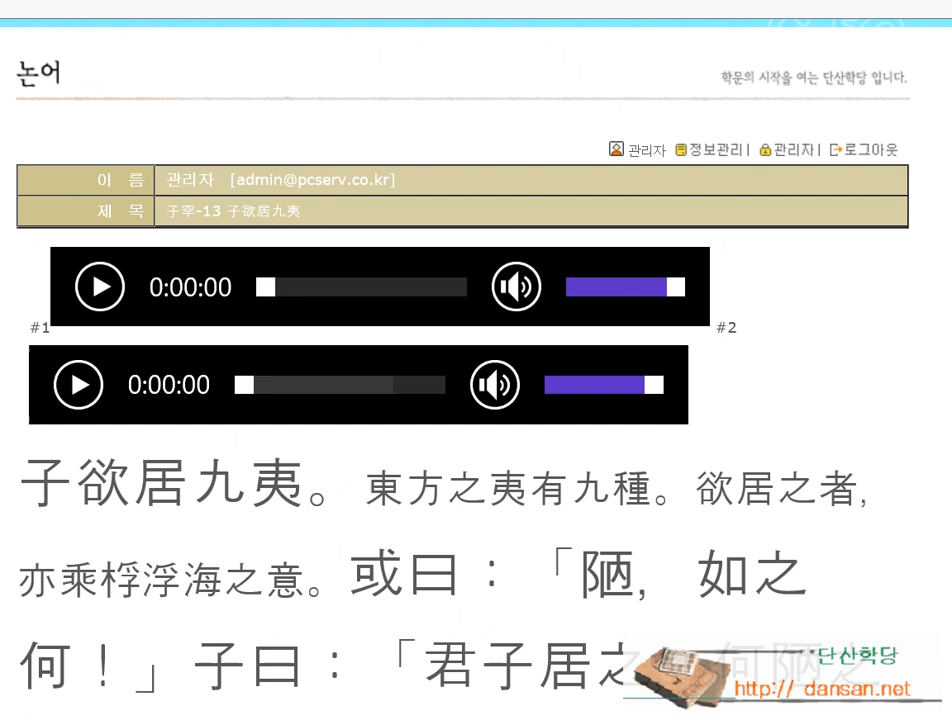 논어
학문의 시작을 여는 단산학당 입니다.
관리자 정보관리 | 관리자 | 로그아웃
이 름 관리자 [admin@pcserv.co.kr]
제 목 子罕-13 子欲居九夷
0:00:00
#1 #2
0:00:00
子欲居九夷。東方之夷有九種。欲居之者,
亦乘桴浮海之意。或曰：「陋, 如之
何！」子曰：「君子居之 何陋之
단산학당
http:// dansan.net